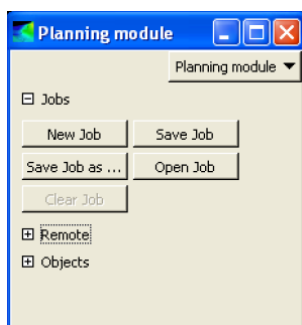 Planning module
Planning module
Jobs
New Job Save Job
Save Job as ... Open Job
Clear Job
Remote
Objects